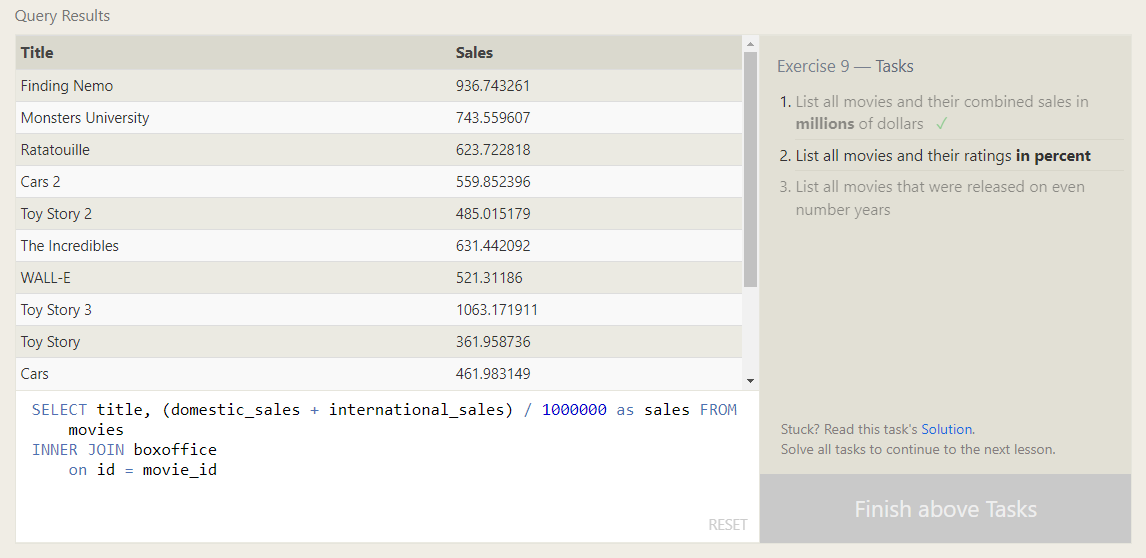 Query Results
Title Sales
Finding Nemo 936.743261
Monsters University 743.559607
Ratatouille 623.722818
Cars 2 559.852396
Toy Story 2 485.015179
The Incredibles 631.442092
WALL-E 521.31186
Toy Story 3 1063.171911
Toy Story 361.958736
Cars 461.983149
SELECT title, (domestic_sales + international_sales) / 1000000 as sales FROM
movies
INNER JOIN boxoffice
on id = movie_id
RESET
Exercise 9 — Tasks
1. List all movies and their combined sales in
millions of dollars ✓
2. List all movies and their ratings in percent
3. List all movies that were released on even
number years
Stuck? Read this task's Solution.
Solve all tasks to continue to the next lesson.
Finish above Tasks